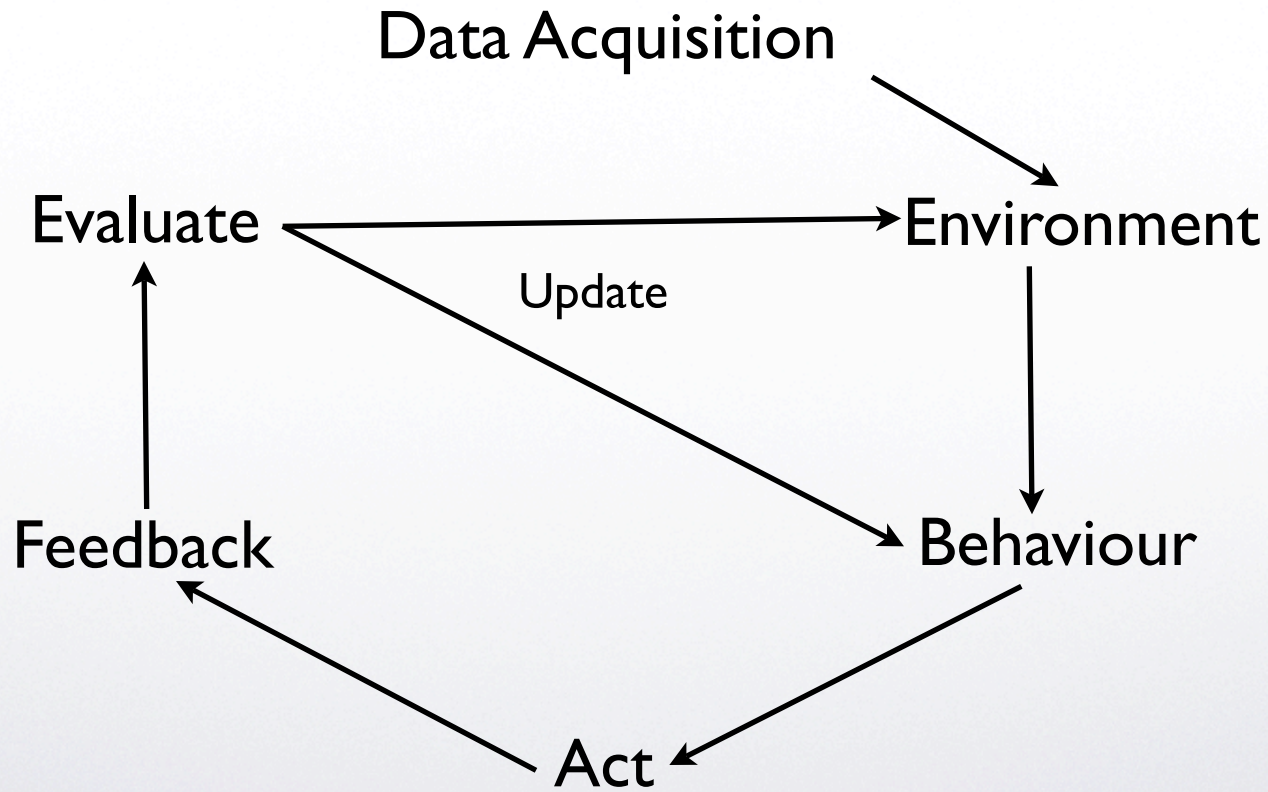 Data Acquisition
Evaluate
Environment
Update
Feedback
Behaviour
Act